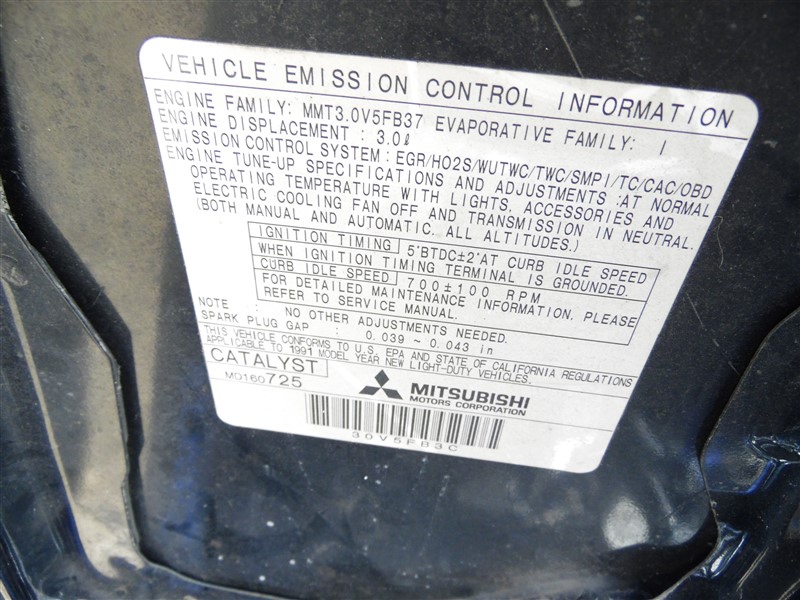 VEHICLE EMISSION CONTROL INFORMATION
ENGINE FAMILY: MMT3.0V5FB37 EVAPORATIVE FAMILY: I
ENGINE DISPLACEMENT : 3.0ℓ
EMISSION CONTROL SYSTEM : EGR/HO2S/WUTWC/TWC/SMPI/TC/CAC/OBD
ENGINE TUNE-UP SPECIFICATIONS AND ADJUSTMENTS :AT NORMAL
OPERATING TEMPERATURE WITH LIGHTS, ACCESSORIES AND
ELECTRIC COOLING FAN OFF AND TRANSMISSION IN NEUTRAL.
(BOTH MANUAL AND AUTOMATIC. ALL ALTITUDES.)
IGNITION TIMING 5°BTDC±2°AT CURB IDLE SPEED
WHEN IGNITION TIMING TERMINAL IS GROUNDED.
CURB IDLE SPEED 700±100 RPM
FOR DETAILED MAINTENANCE INFORMATION. PLEASE
REFER TO SERVICE MANUAL.
NOTE : NO OTHER ADJUSTMENTS NEEDED.
SPARK PLUG GAP : 0.039 ~ 0.043 in
THIS VEHICLE CONFORMS TO U.S. EPA AND STATE OF CALIFORNIA REGULATIONS
APPLICABLE TO 1991 MODEL YEAR NEW LIGHT-DUTY VEHICLES.
CATALYST
MD160725
MITSUBISHI
MOTORS CORPORATION
30V5FB3C